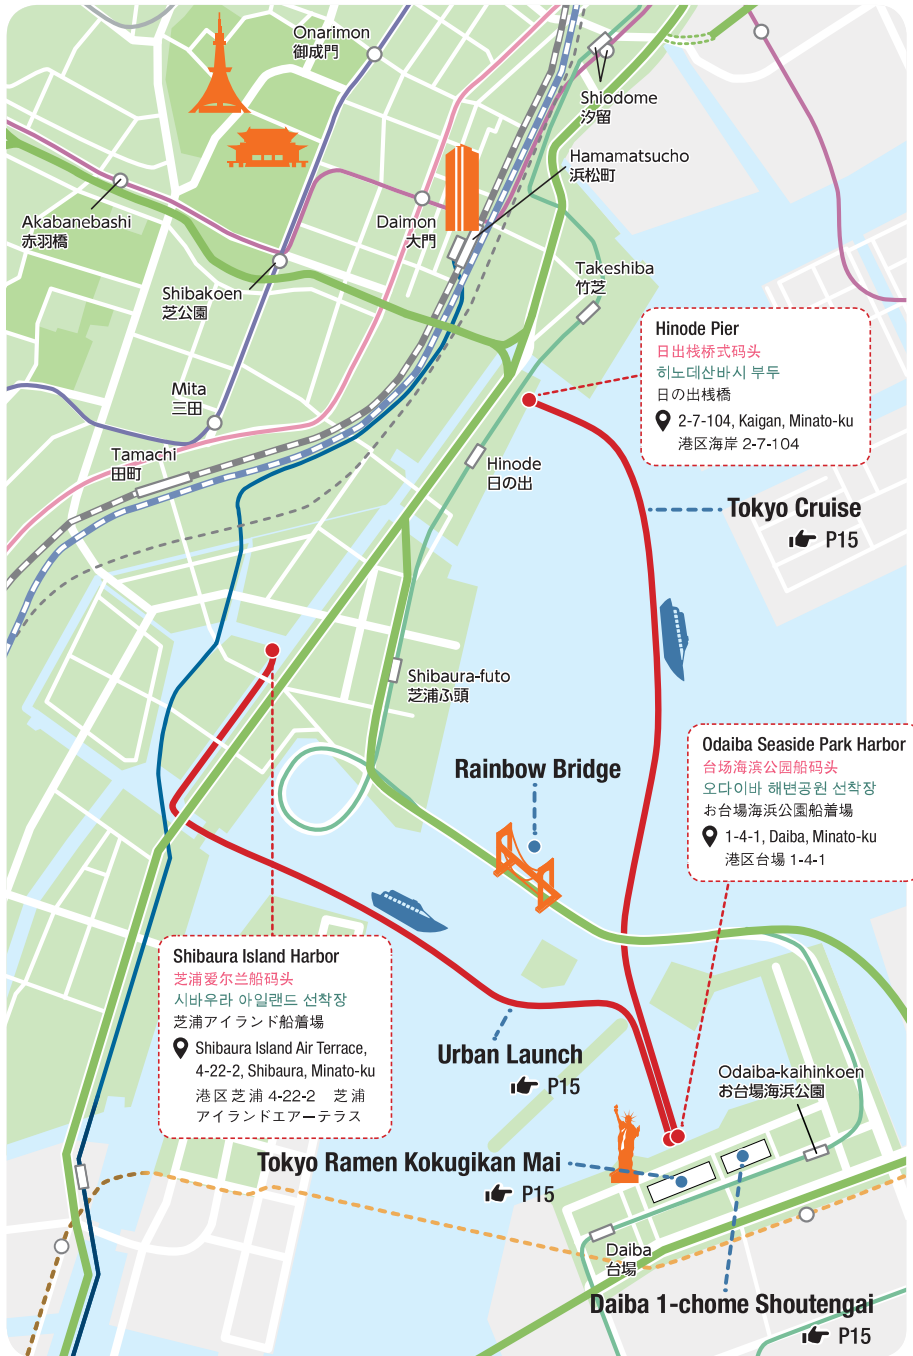 Onarimon
御成門
Shiodome
汐留
Hamamatsucho
浜松町
Akabanebashi
赤羽橋
Daimon
大門
Takeshiba
竹芝
Shibakoen
芝公園
Hinode Pier
日出栈桥式码头
히노데산바시 부두
日の出桟橋
2-7-104, Kaigan, Minato-ku
港区海岸 2-7-104
Mita
三田
Tamachi
田町
Hinode
日の出
Tokyo Cruise
P15
Shibaura-futo
芝浦ふ頭
Rainbow Bridge
Odaiba Seaside Park Harbor
台场海滨公园船码头
오다이바 해변공원 선착장
お台場海浜公園船着場
1-4-1, Daiba, Minato-ku
港区台場 1-4-1
Shibaura Island Harbor
芝浦爱尔兰船码头
시바우라 아일랜드 선착장
芝浦アイランド船着場
Shibaura Island Air Terrace,
4-22-2, Shibaura, Minato-ku
港区芝浦 4-22-2 芝浦
アイランドエアーテラス
Urban Launch
P15
Odaiba-kaihinkoen
お台場海浜公園
Tokyo Ramen Kokugikan Mai
P15
Daiba
台場
Daiba 1-chome Shoutengai
P15